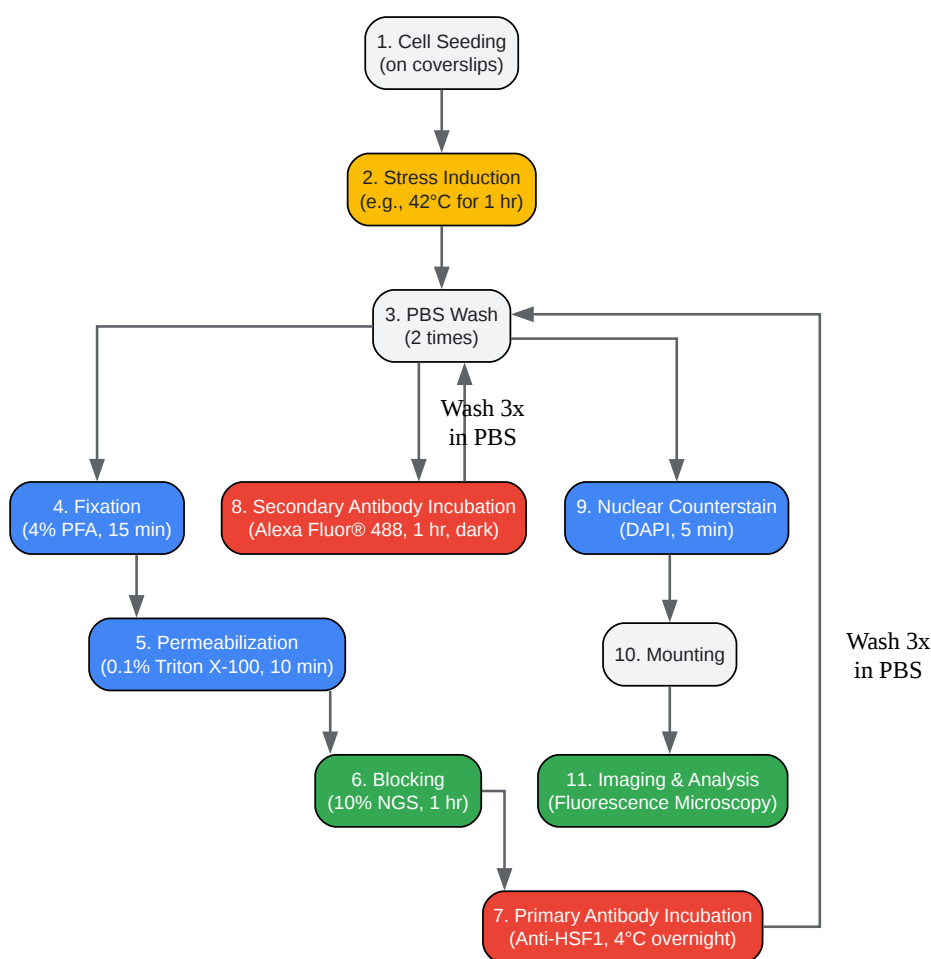 1. Cell Seeding
(on coverslips)
2. Stress Induction
(e.g., 42°C for 1 hr)
3. PBS Wash
(2 times)
Wash 3x
in PBS
4. Fixation
(4% PFA, 15 min)
8. Secondary Antibody Incubation
(Alexa Fluor® 488, 1 hr, dark)
9. Nuclear Counterstain
(DAPI, 5 min)
5. Permeabilization
(0.1% Triton X-100, 10 min)
10. Mounting
Wash 3x
in PBS
6. Blocking
(10% NGS, 1 hr)
11. Imaging & Analysis
(Fluorescence Microscopy)
7. Primary Antibody Incubation
(Anti-HSF1, 4°C overnight)